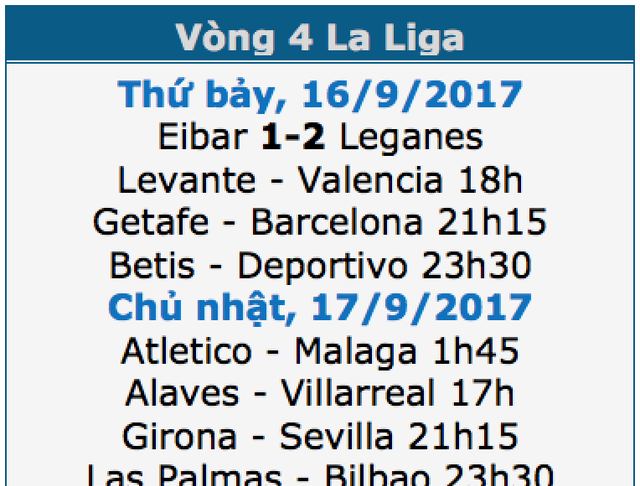 Vòng 4 La Liga
Thứ bảy, 16/9/2017
Eibar 1-2 Leganes
Levante - Valencia 18h
Getafe - Barcelona 21h15
Betis - Deportivo 23h30
Chủ nhật, 17/9/2017
Atletico - Malaga 1h45
Alaves - Villarreal 17h
Girona - Sevilla 21h15
Las Palmas - Bilbao 23h30